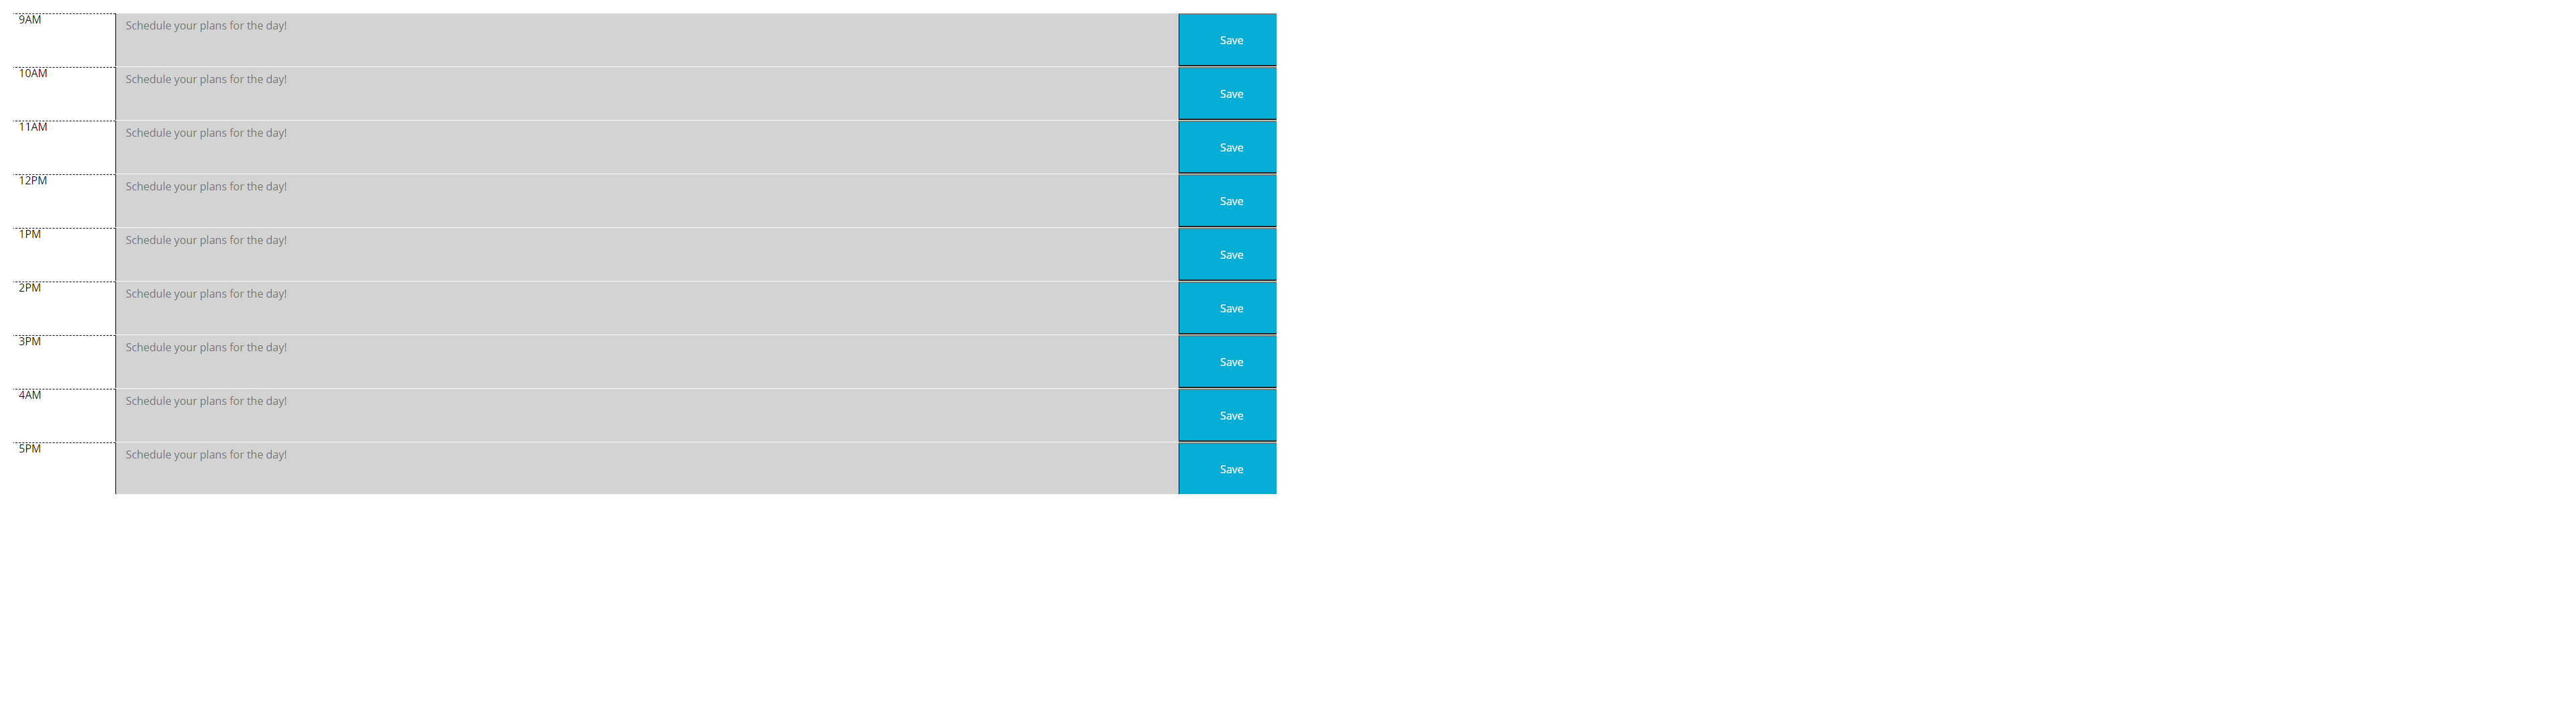 9AM Schedule your plans for the day! Save
10AM Schedule your plans for the day! Save
11AM Schedule your plans for the day! Save
12PM Schedule your plans for the day! Save
1PM Schedule your plans for the day! Save
2PM Schedule your plans for the day! Save
3PM Schedule your plans for the day! Save
4AM Schedule your plans for the day! Save
5PM Schedule your plans for the day! Save